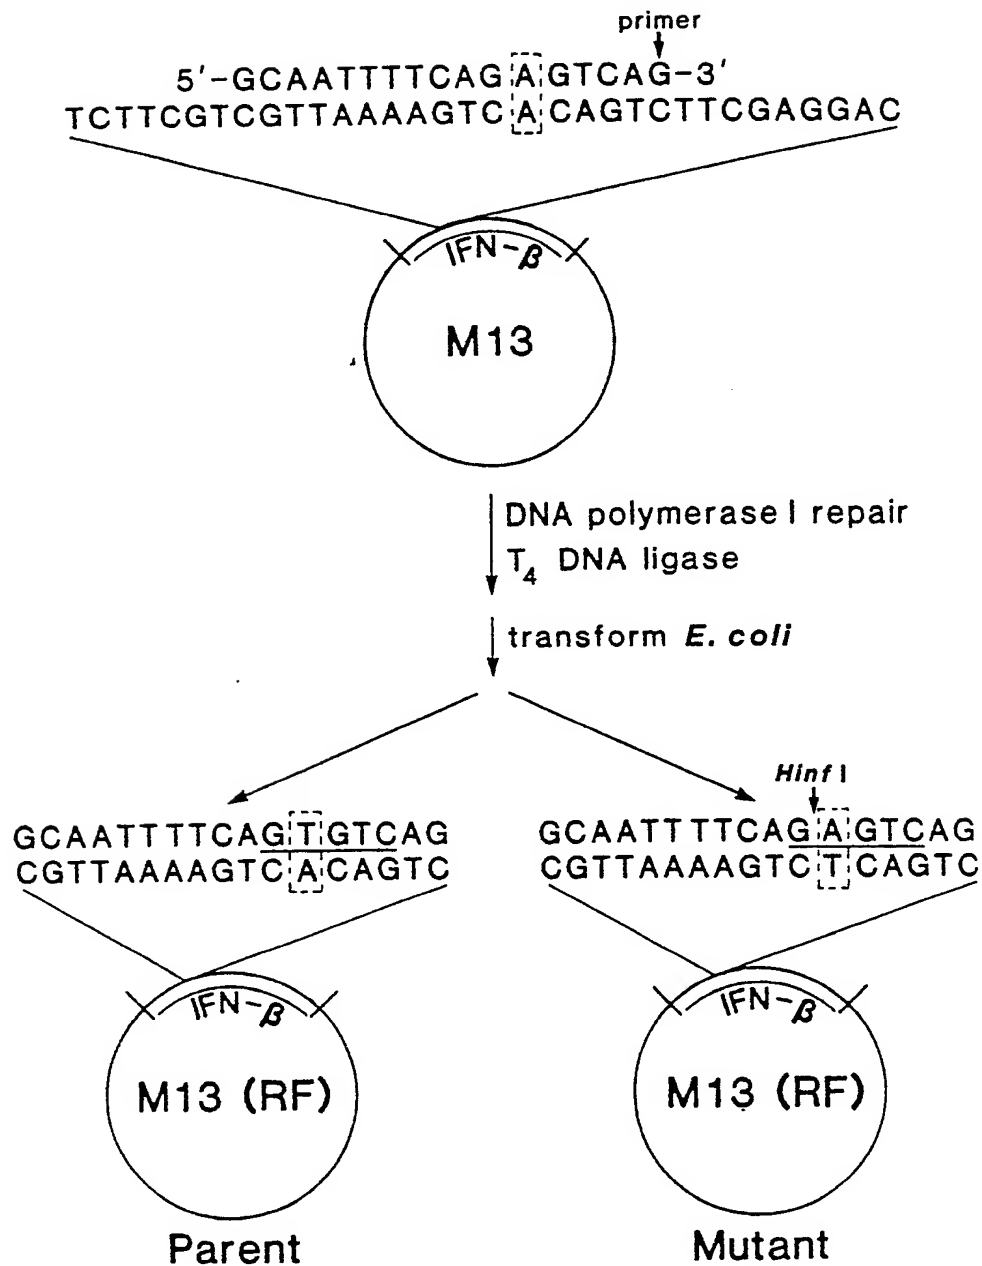 primer
5'-GCAATTTTCAGAGTCAG-3'
TCTTCGTCGTTAAAAGTCACAGTCTTCGAGGAC
IFN-β
M13
DNA polymerase I repair
T4 DNA ligase
transform E. coli
HinfI
GCAATTTTCAGTGTCAG
CGTTAAAAGTCACAGTC
GCAATTTTCAGAGTCAG
CGTTAAAAGTCTCAGTC
IFN-β
M13 (RF)
Parent
IFN-β
M13 (RF)
Mutant